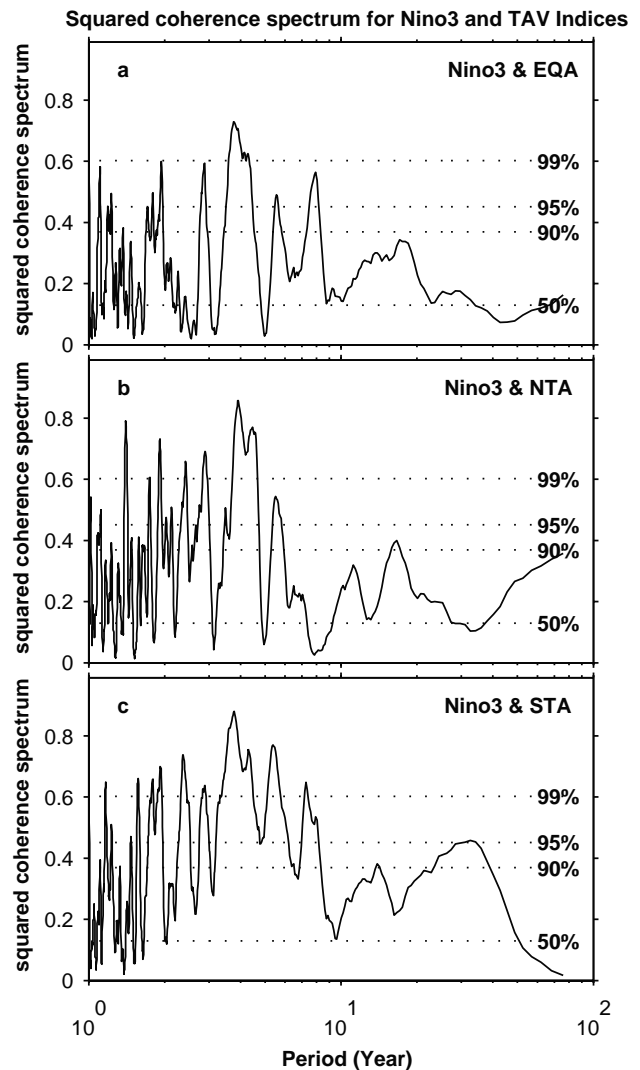 Squared coherence spectrum for Nino3 and TAV Indices
a
Nino3 & EQA
squared coherence spectrum
0.8
0.6
0.4
0.2
0
99%
95%
90%
50%
b
Nino3 & NTA
squared coherence spectrum
0.8
0.6
0.4
0.2
0
99%
95%
90%
50%
c
Nino3 & STA
squared coherence spectrum
0.8
0.6
0.4
0.2
0
99%
95%
90%
50%
10^0
10^1
10^2
Period (Year)